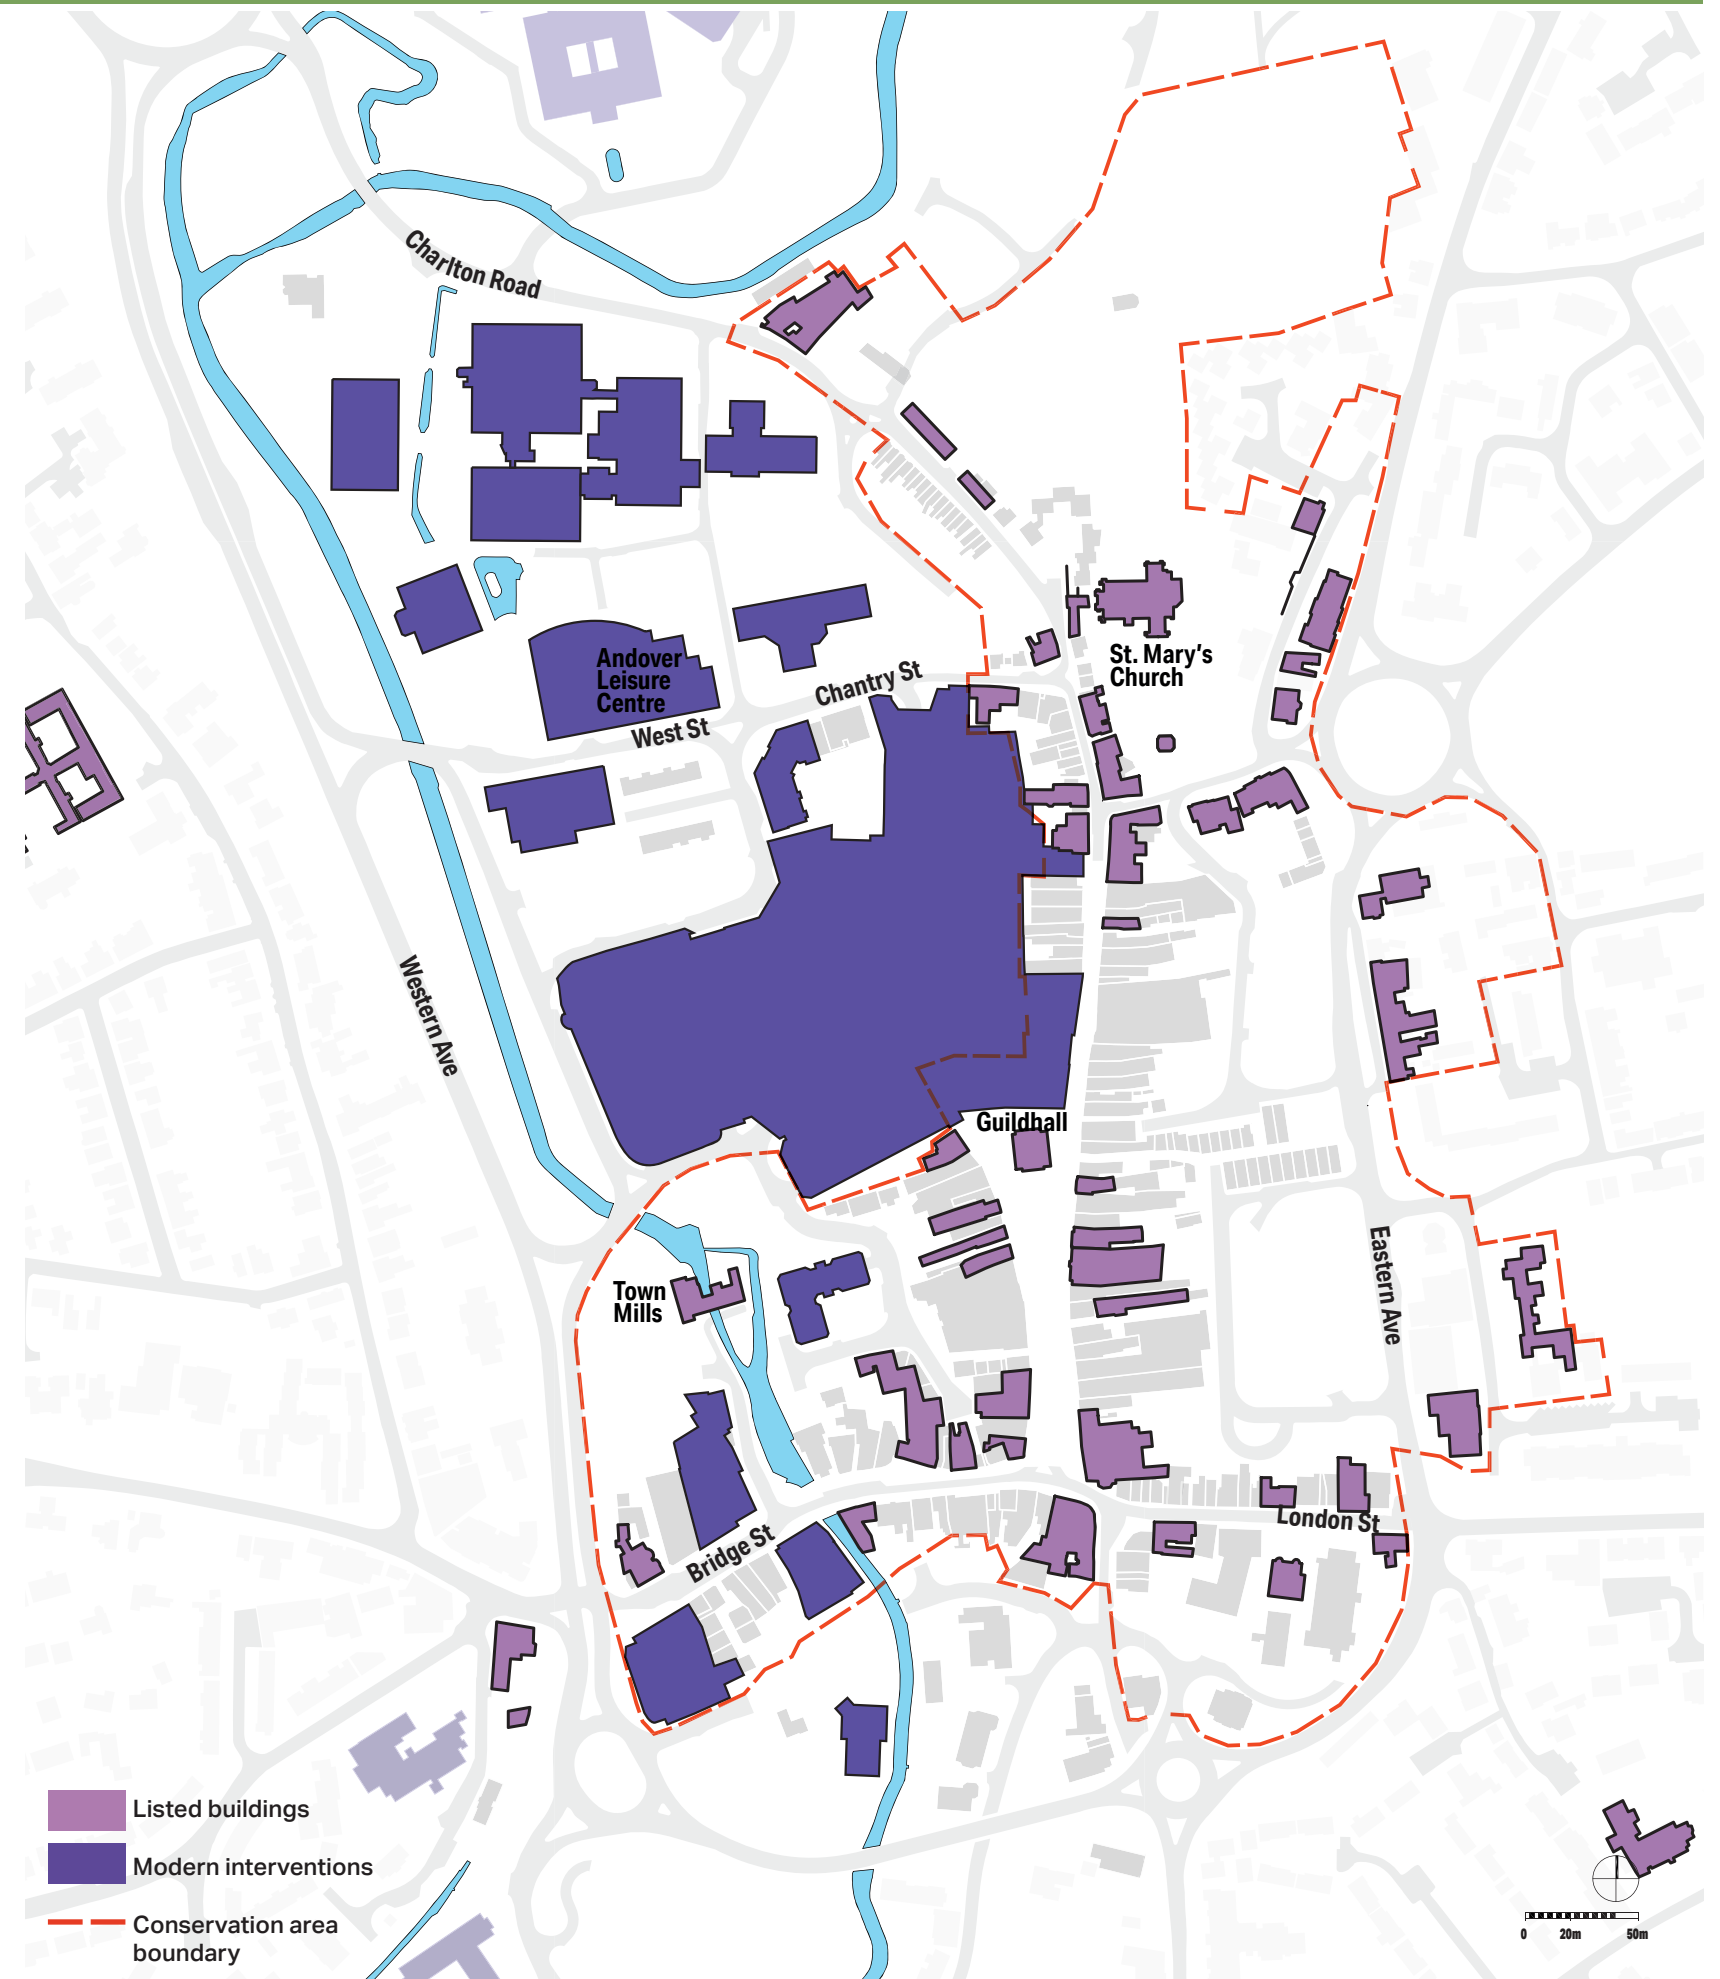 Charlton Road
Andover
Leisure
Centre
St. Mary's
Church
Chantry St
West St
Western Ave
Guildhall
Town
Mills
Eastern Ave
London St
Bridge St
Listed buildings
Modern interventions
Conservation area
boundary
0 20m 50m